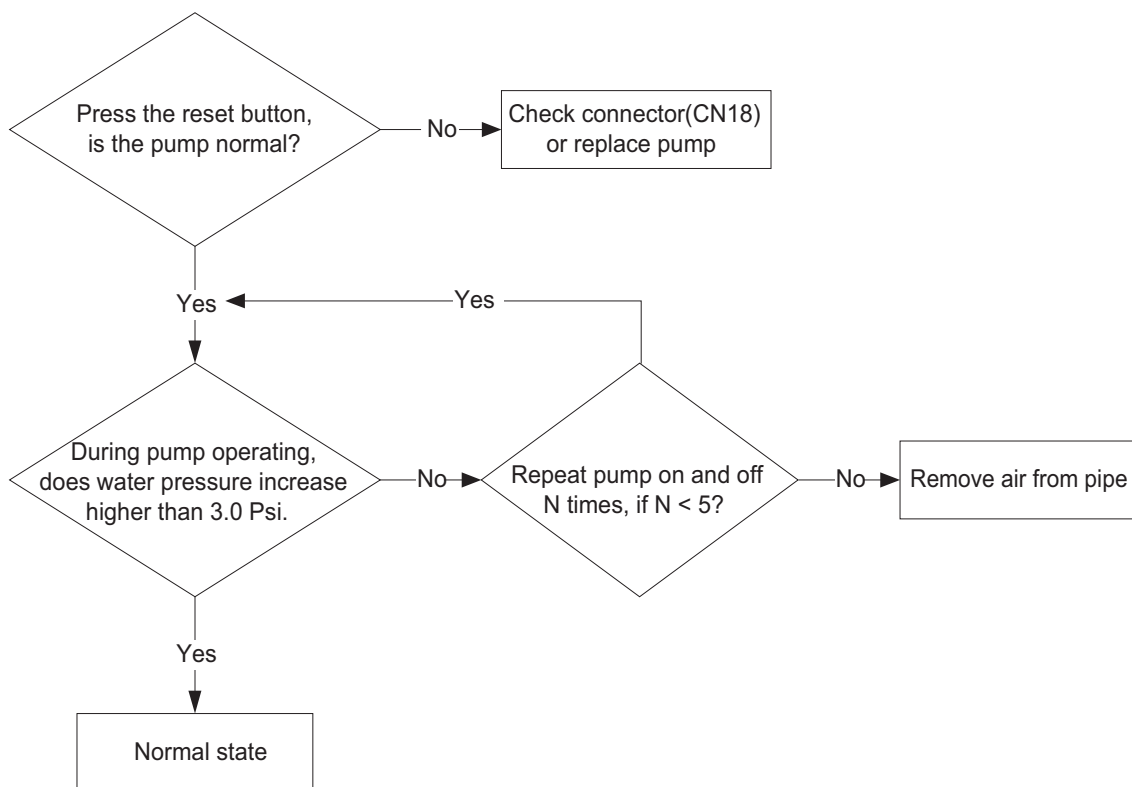 Press the reset button,
is the pump normal?
No
Check connector(CN18)
or replace pump
Yes
Yes
During pump operating,
does water pressure increase
higher than 3.0 Psi.
No
Repeat pump on and off
N times, if N < 5?
No
Remove air from pipe
Yes
Normal state